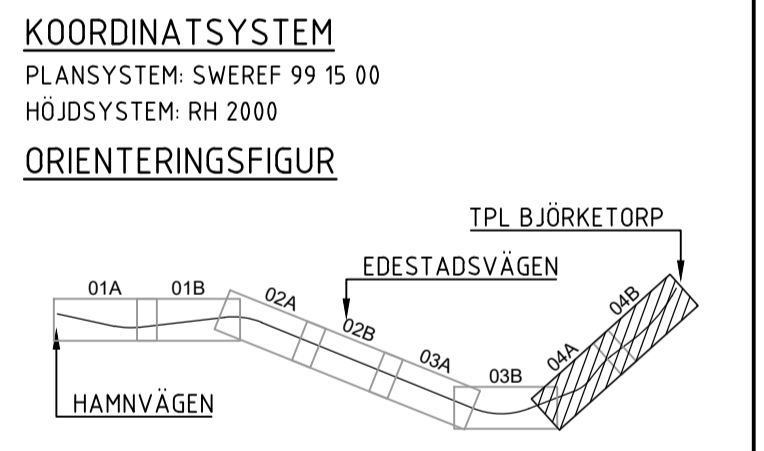 KOORDINATSYSTEM
PLANSYSTEM: SWEREF 99 15 00
HÖJDSYSTEM: RH 2000
ORIENTERINGSFIGUR
TPL BJÖRKETORP
EDESTADSVÄGEN
01A
01B
02A
02B
03A
03B
04A
04B
HAMNVÄGEN